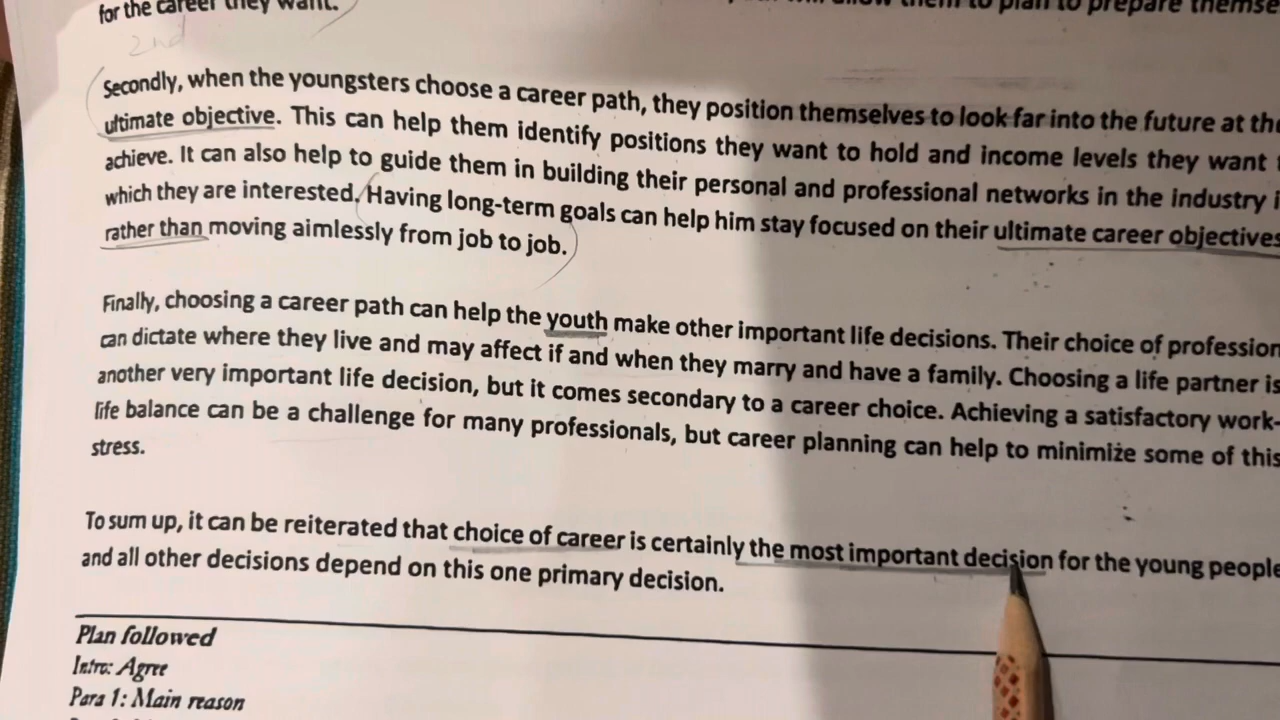 for the career they want.
them to plan to prepare
2nd
Secondly, when the youngsters choose a career path, they position themselves to look far into the future at the
ultimate objective. This can help them identify positions they want to hold and income levels they want
achieve. It can also help to guide them in building their personal and professional networks in the industry
which they are interested. Having long-term goals can help him stay focused on their ultimate career objectives
rather than moving aimlessly from job to job.
Finally, choosing a career path can help the youth make other important life decisions. Their choice of profession
can dictate where they live and may affect if and when they marry and have a family. Choosing a life partner is
another very important life decision, but it comes secondary to a career choice. Achieving a satisfactory work-
life balance can be a challenge for many professionals, but career planning can help to minimize some of this
stress.
To sum up, it can be reiterated that choice of career is certainly the most important decision for the young people
and all other decisions depend on this one primary decision.
Plan followed
Intro: Agree
Para 1: Main reason